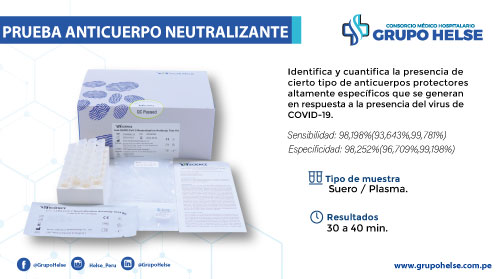 PRUEBA ANTICUERPO NEUTRALIZANTE
CONSORCIO MÉDICO HOSPITALARIO
GRUPO HELSE
Identifica y cuantifica la presencia de
cierto tipo de anticuerpos protectores
altamente específicos que se generan
en respuesta a la presencia del virus de
COVID-19.
Sensibilidad: 98,198%(93,643%,99,781%)
Especificidad: 98,252%(96,709%,99,198%)
Tipo de muestra
Suero / Plasma.
Resultados
30 a 40 min.
@GrupoHelse
Helse_Peru
@GrupoHelse
www.grupohelse.com.pe